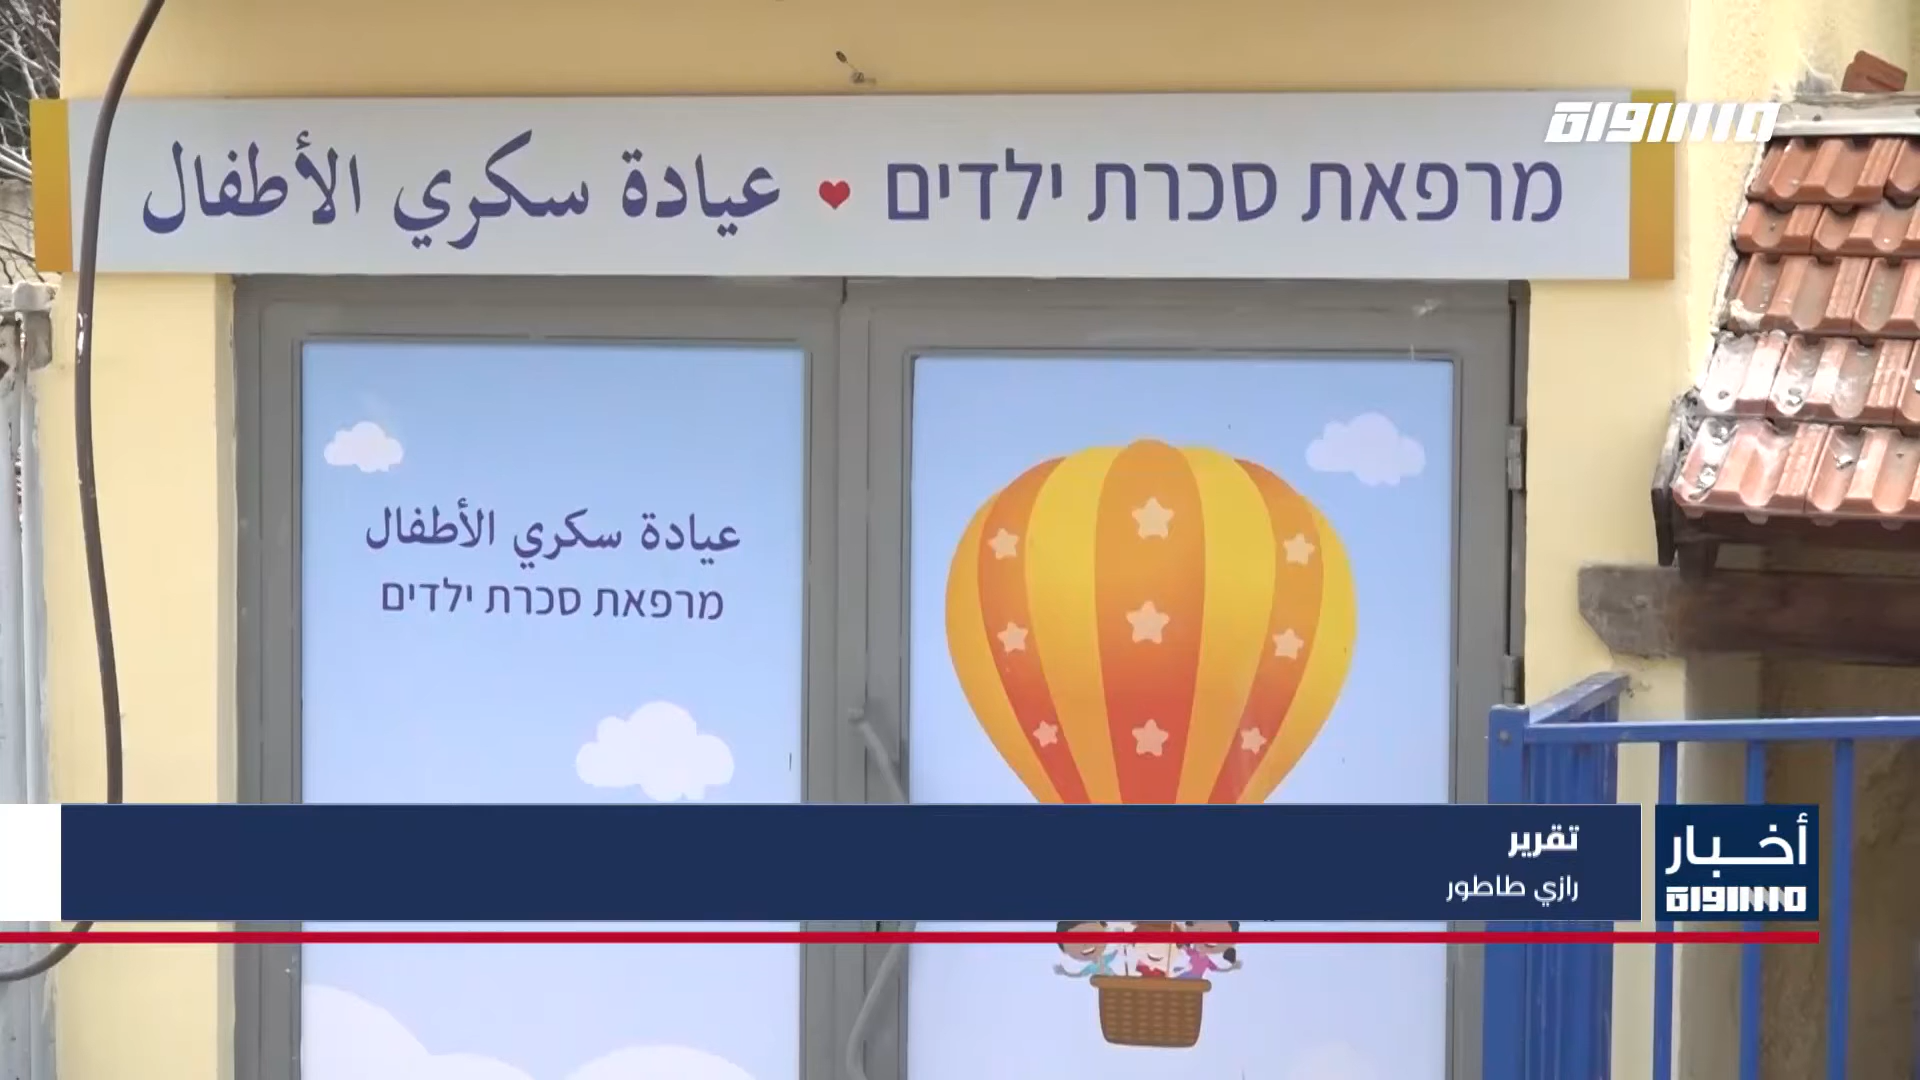 מרפאת סכרת ילדים ♥ عيادة سكري الأطفال
مساواة
عيادة سكري الأطفال
מרפאת סכרת ילדים
تقرير
رازي طاطور
أخبار
مساواة